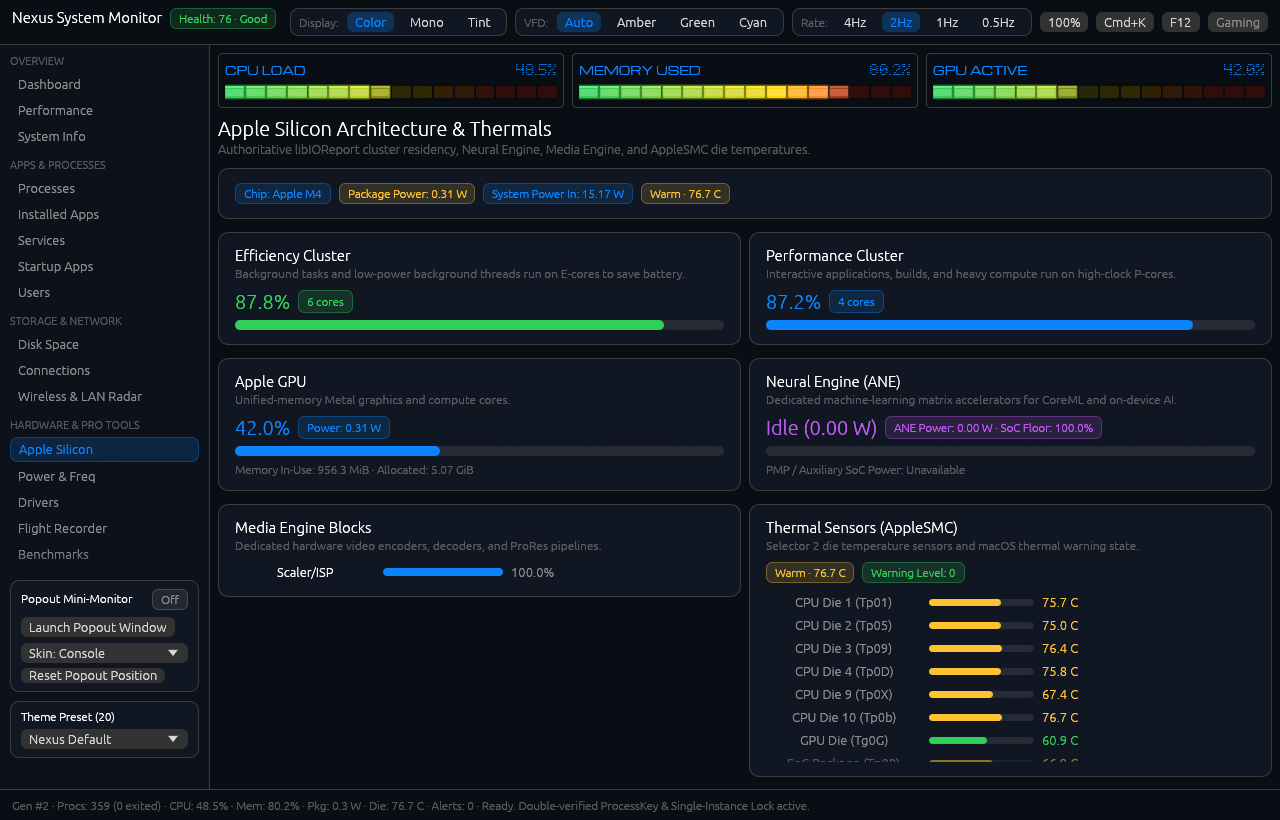 Nexus System Monitor
Health: 76 · Good
Display: Color Mono Tint
VFD: Auto Amber Green Cyan
Rate: 4Hz 2Hz 1Hz 0.5Hz
100% Cmd+K F12 Gaming
OVERVIEW
Dashboard
Performance
System Info
APPS & PROCESSES
Processes
Installed Apps
Services
Startup Apps
Users
STORAGE & NETWORK
Disk Space
Connections
Wireless & LAN Radar
HARDWARE & PRO TOOLS
Apple Silicon
Power & Freq
Drivers
Flight Recorder
Benchmarks
Popout Mini-Monitor Off
Launch Popout Window
Skin: Console
Reset Popout Position
Theme Preset (20)
Nexus Default
CPU LOAD 48.5%
MEMORY USED 80.2%
GPU ACTIVE 42.0%
Apple Silicon Architecture & Thermals
Authoritative libIOReport cluster residency, Neural Engine, Media Engine, and AppleSMC die temperatures.
Chip: Apple M4 Package Power: 0.31 W System Power In: 15.17 W Warm · 76.7 C
Efficiency Cluster
Background tasks and low-power background threads run on E-cores to save battery.
87.8% 6 cores
Performance Cluster
Interactive applications, builds, and heavy compute run on high-clock P-cores.
87.2% 4 cores
Apple GPU
Unified-memory Metal graphics and compute cores.
42.0% Power: 0.31 W
Memory In-Use: 956.3 MiB · Allocated: 5.07 GiB
Neural Engine (ANE)
Dedicated machine-learning matrix accelerators for CoreML and on-device AI.
Idle (0.00 W) ANE Power: 0.00 W · SoC Floor: 100.0%
PMP / Auxiliary SoC Power: Unavailable
Media Engine Blocks
Dedicated hardware video encoders, decoders, and ProRes pipelines.
Scaler/ISP 100.0%
Thermal Sensors (AppleSMC)
Selector 2 die temperature sensors and macOS thermal warning state.
Warm · 76.7 C Warning Level: 0
CPU Die 1 (Tp01) 75.7 C
CPU Die 2 (Tp05) 75.0 C
CPU Die 3 (Tp09) 76.4 C
CPU Die 4 (Tp0D) 75.8 C
CPU Die 9 (Tp0X) 67.4 C
CPU Die 10 (Tp0b) 76.7 C
GPU Die (Tg0G) 60.9 C
SoC Package
Gen #2 · Procs: 359 (0 exited) · CPU: 48.5% · Mem: 80.2% · Pkg: 0.3 W · Die: 76.7 C · Alerts: 0 · Ready. Double-verified ProcessKey & Single-Instance Lock active.